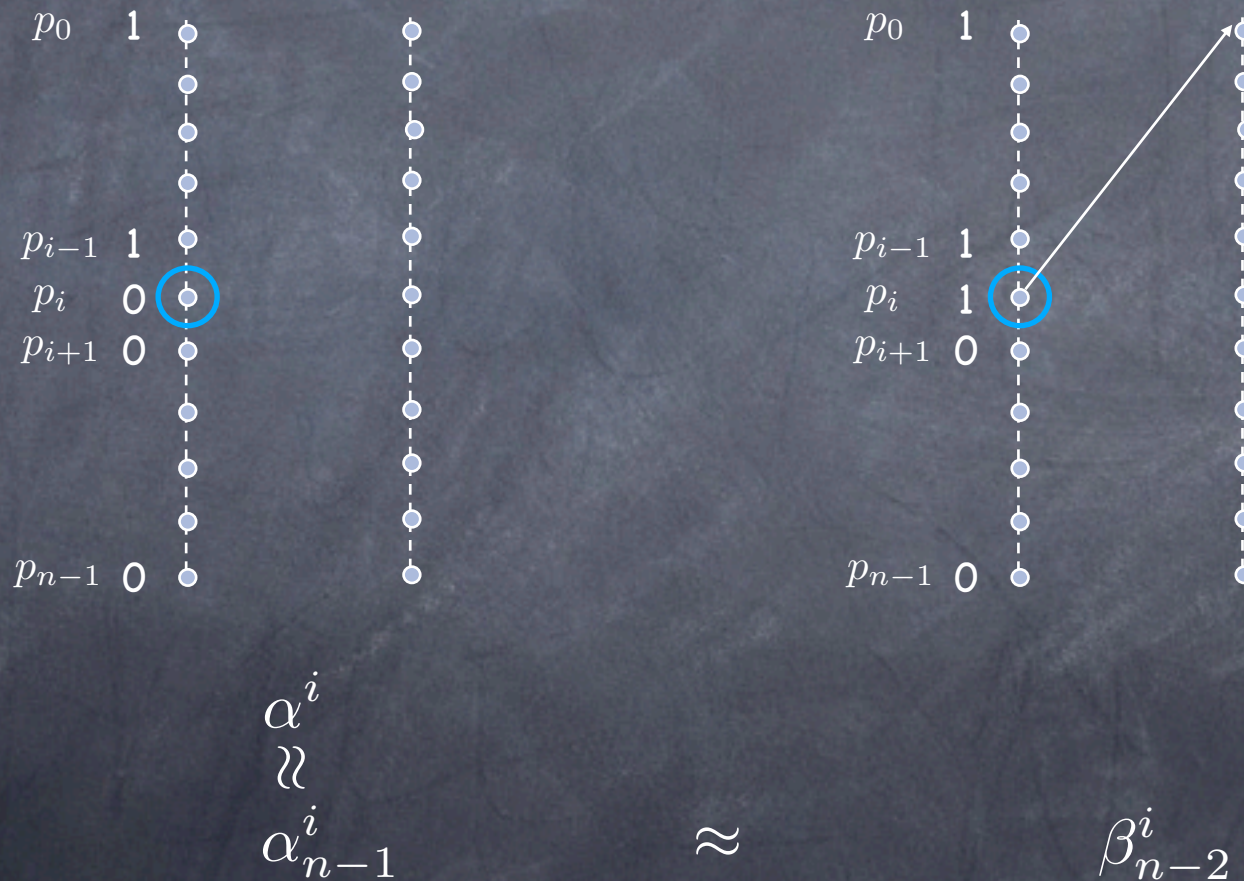 p_0 1
p_{i-1} 1
p_i 0
p_{i+1} 0
p_{n-1} 0
p_0 1
p_{i-1} 1
p_i 1
p_{i+1} 0
p_{n-1} 0
α^i
≈
α^i_{n-1} ≈ β^i_{n-2}